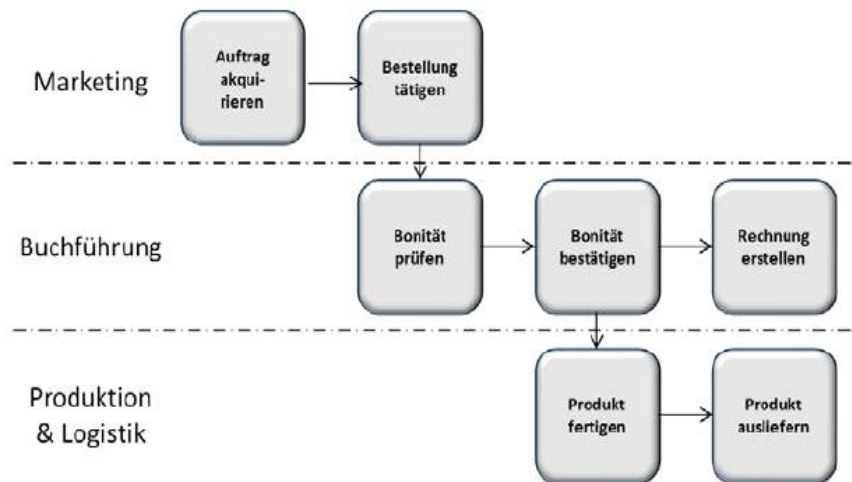 Marketing
Auftrag
akqui-
rieren
Bestellung
tätigen
Buchführung
Bonität
prüfen
Bonität
bestätigen
Rechnung
erstellen
Produktion
& Logistik
Produkt
fertigen
Produkt
ausliefern